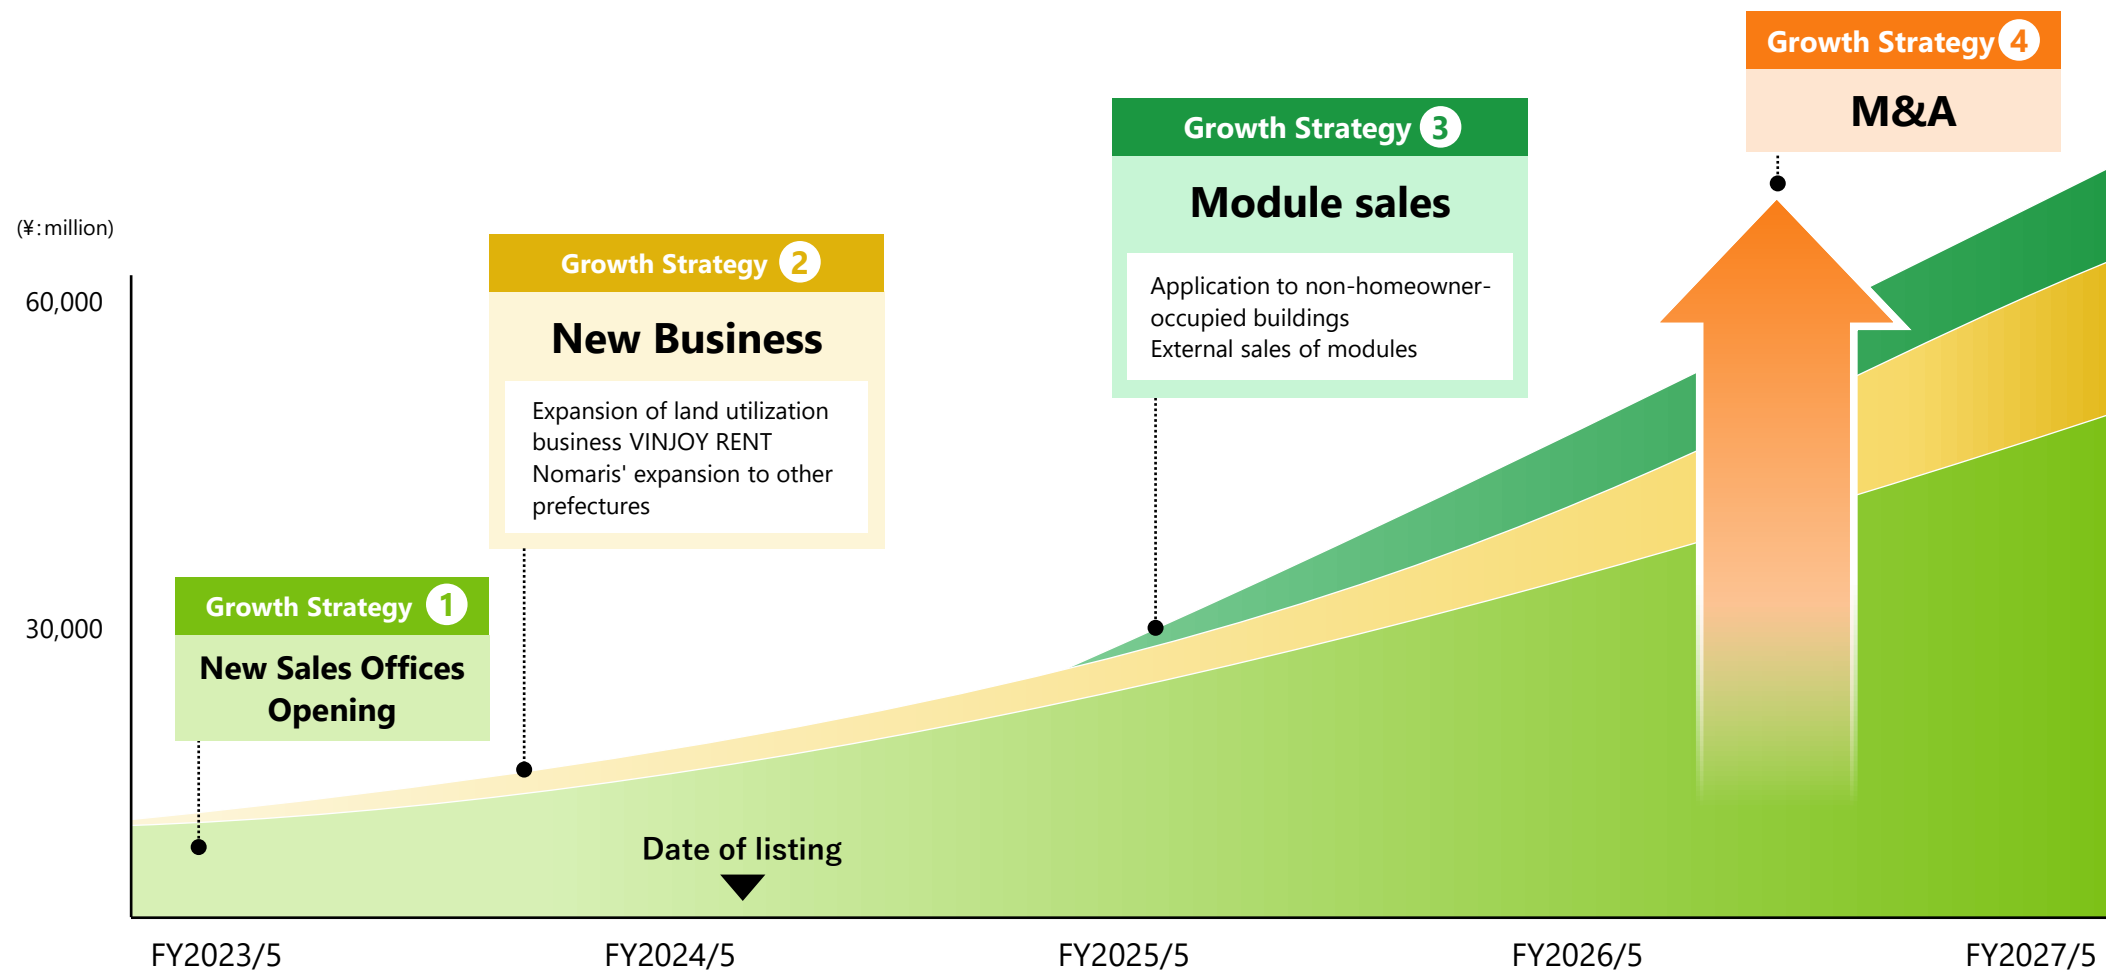 Growth Strategy 4
M&A
Growth Strategy 3
Module sales
Application to non-homeowner-
occupied buildings
External sales of modules
(¥:million)
Growth Strategy 2
New Business
Expansion of land utilization
business VINJOY RENT
Nomaris' expansion to other
prefectures
60,000
30,000
Growth Strategy 1
New Sales Offices
Opening
Date of listing
FY2023/5
FY2024/5
FY2025/5
FY2026/5
FY2027/5